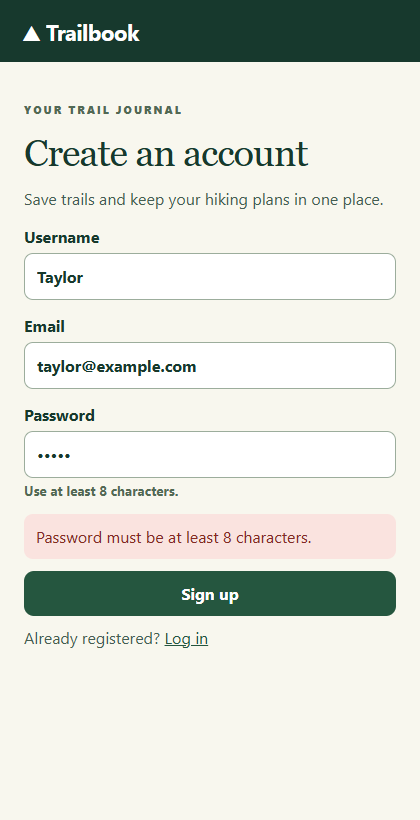 ▲ Trailbook
YOUR TRAIL JOURNAL
Create an account
Save trails and keep your hiking plans in one place.
Username
Taylor
Email
taylor@example.com
Password
•••••
Use at least 8 characters.
Password must be at least 8 characters.
Sign up
Already registered? Log in